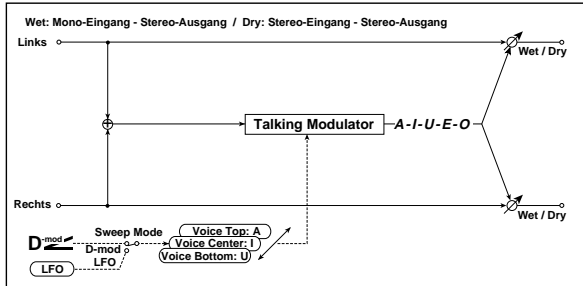 Wet: Mono-Eingang - Stereo-Ausgang / Dry: Stereo-Eingang - Stereo-Ausgang
Links
Wet / Dry
Talking Modulator
A-I-U-E-O
Rechts
Wet / Dry
D-mod
Sweep Mode
D-mod
LFO
LFO
Voice Top: A
Voice Center: I
Voice Bottom: U